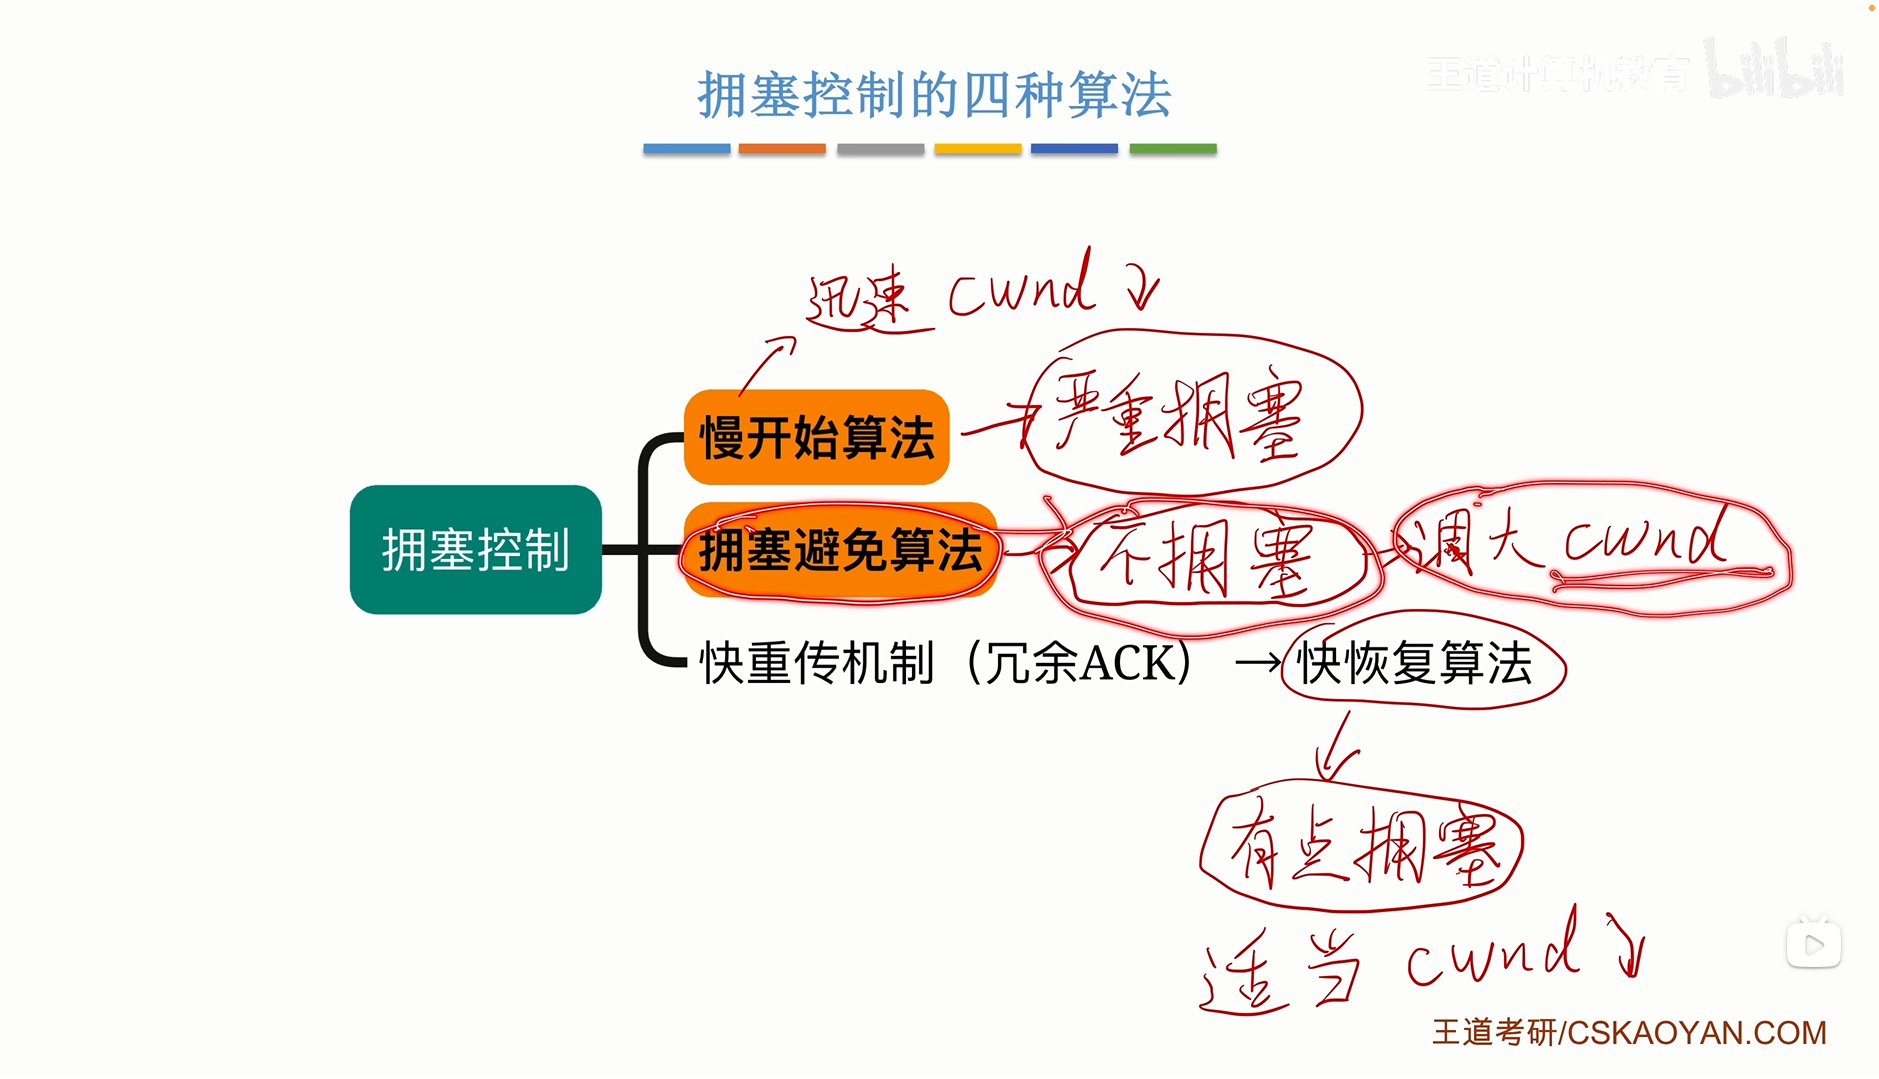 王道计算机教育 bilibili
拥塞控制的四种算法
迅速 cwnd ↓
慢开始算法 → 严重拥塞
拥塞控制
拥塞避免算法 → 不拥塞 → 调大 cwnd
快重传机制（冗余ACK） → 快恢复算法
有点拥塞
适当 cwnd ↓
王道考研/CSKAOYAN.COM